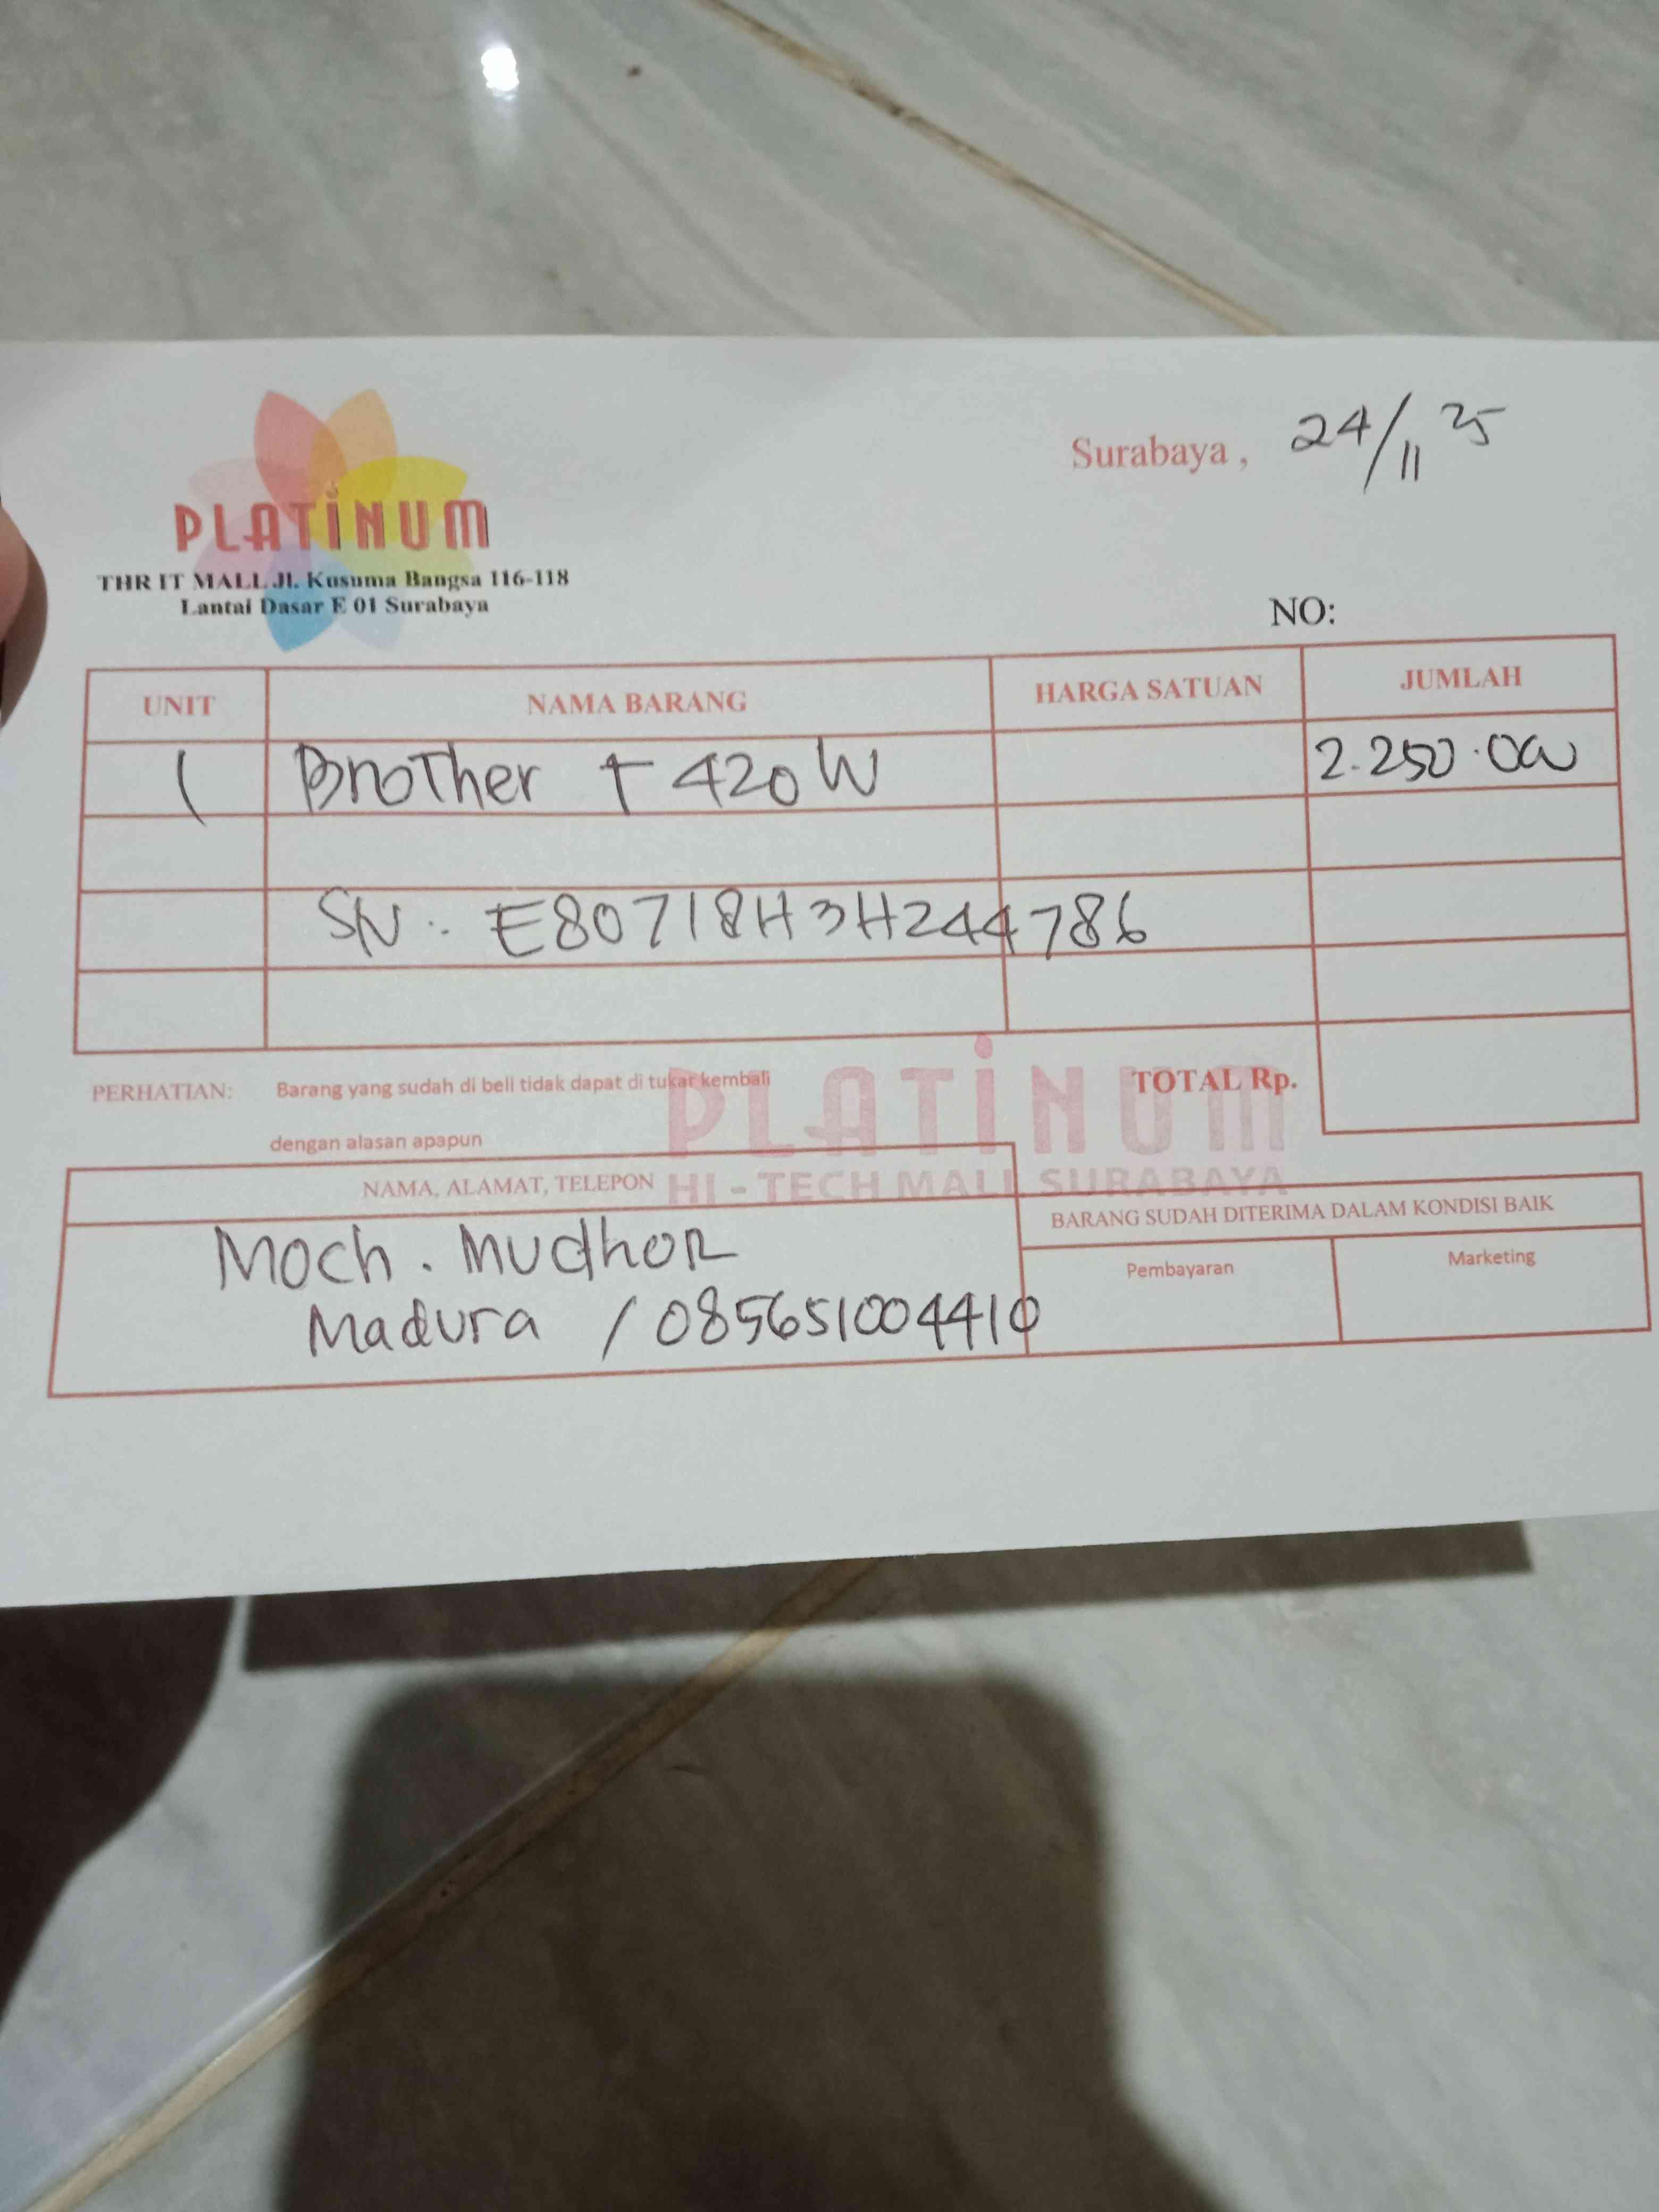 PLATINUM
THR IT MALL Jl. Kusuma Bangsa 116-118
Lantai Dasar E 01 Surabaya
Surabaya , 24/11 25
NO:
UNIT NAMA BARANG HARGA SATUAN JUMLAH
1 Brother T 420 W 2.250.000
SN : E80718H3H244786
PERHATIAN: Barang yang sudah di beli tidak dapat di tukar kembali
dengan alasan apapun
TOTAL Rp.
PLATINUM
HI-TECH MALL SURABAYA
NAMA, ALAMAT, TELEPON
Moch. Mudhor
Madura / 085651004410
BARANG SUDAH DITERIMA DALAM KONDISI BAIK
Pembayaran Marketing